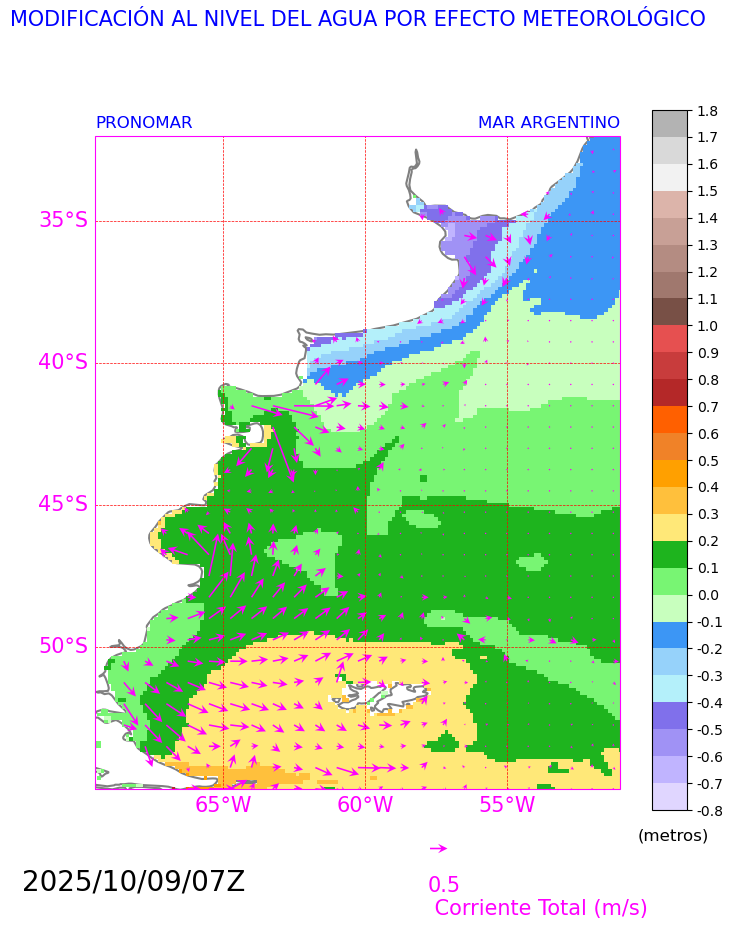 MODIFICACIÓN AL NIVEL DEL AGUA POR EFECTO METEOROLÓGICO
PRONOMAR MAR ARGENTINO
1.8
1.7
1.6
1.5
1.4
1.3
1.2
1.1
1.0
0.9
0.8
0.7
0.6
0.5
0.4
0.3
0.2
0.1
0.0
-0.1
-0.2
-0.3
-0.4
-0.5
-0.6
-0.7
-0.8
(metros)
35°S
40°S
45°S
50°S
65°W 60°W 55°W
2025/10/09/07Z
0.5
Corriente Total (m/s)